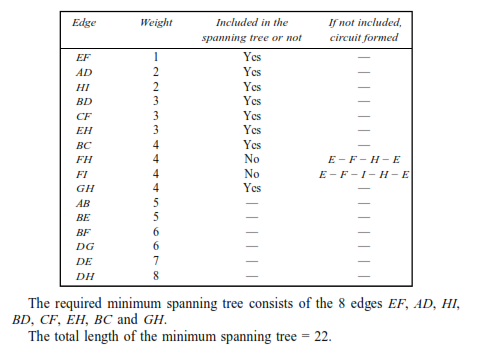 Edge Weight Included in the If not included,
spanning tree or not circuit formed
EF 1 Yes —
AD 2 Yes —
HI 2 Yes —
BD 3 Yes —
CF 3 Yes —
EH 3 Yes —
BC 4 Yes —
FH 4 No E – F – H – E
FI 4 No E – F – I – H – E
GH 4 Yes —
AB 5 — —
BE 5 — —
BF 6 — —
DG 6 — —
DE 7 — —
DH 8 — —
The required minimum spanning tree consists of the 8 edges EF, AD, HI,
BD, CF, EH, BC and GH.
The total length of the minimum spanning tree = 22.